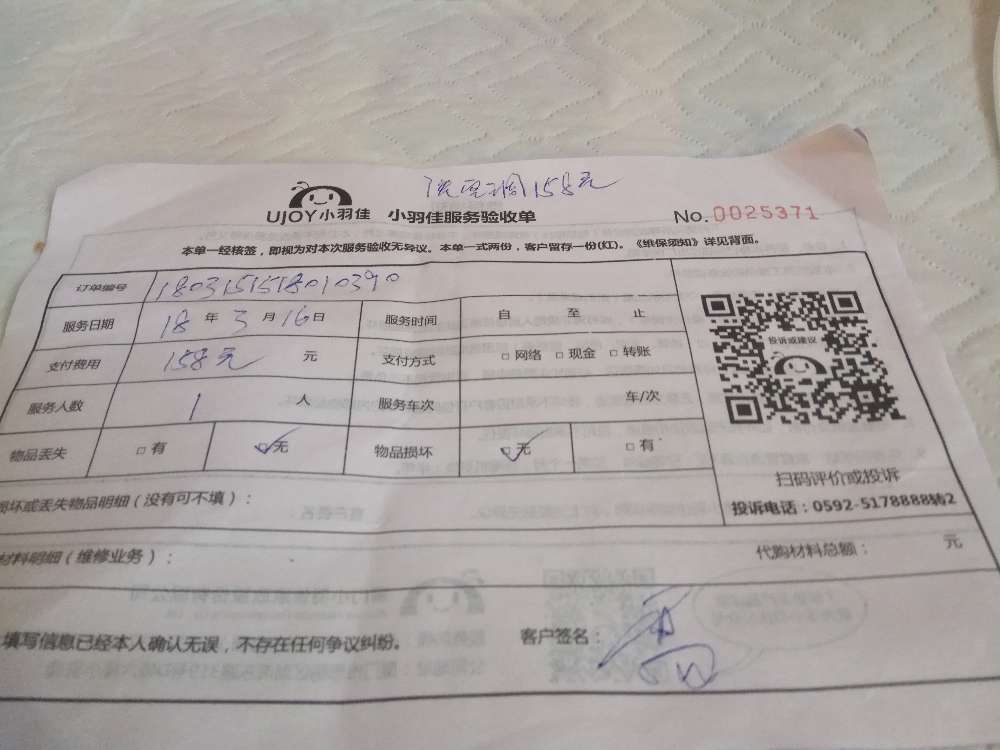 洗空调158元
UJOY小羽佳 小羽佳服务验收单 No.0025371
本单一经核签，即视为对本次服务验收无异议。本单一式两份，客户留存一份(红)。《维保须知》详见背面。
订单编号 1803151518010390
服务日期 18 年 3 月 16 日 服务时间 自 至 止
支付费用 158元 元 支付方式 □网络 □现金 □转账
服务人数 1 人 服务车次 车/次
物品丢失 □有 ☑无 物品损坏 ☑无 □有
投诉或建议
扫码评价或投诉
投诉电话：0592-5178888转2
损坏或丢失物品明细（没有可不填）：
材料明细（维修业务）： 代购材料总额： 元
填写信息已经本人确认无误，不存在任何争议纠纷。 客户签名：